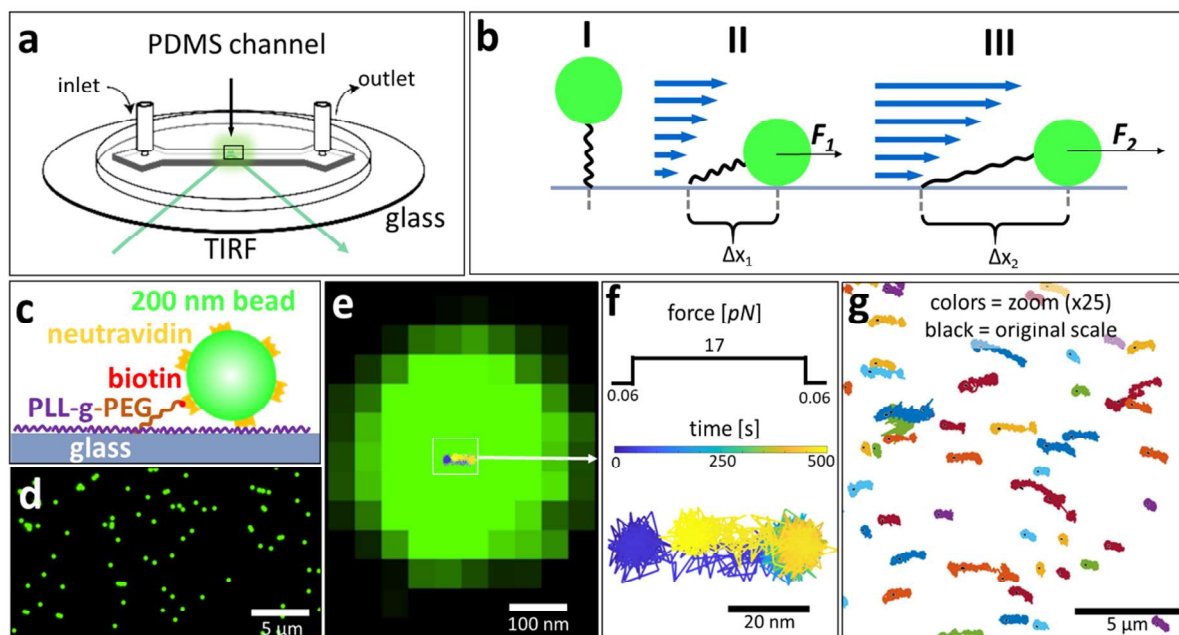 a
PDMS channel
inlet
outlet
glass
TIRF
b
I
II
III
F1
F2
Δx1
Δx2
c
200 nm bead
neutravidin
biotin
PLL-g-PEG
glass
d
5 µm
e
100 nm
f
force [pN]
17
0.06
0.06
time [s]
0
250
500
20 nm
g
colors = zoom (x25)
black = original scale
5 µm